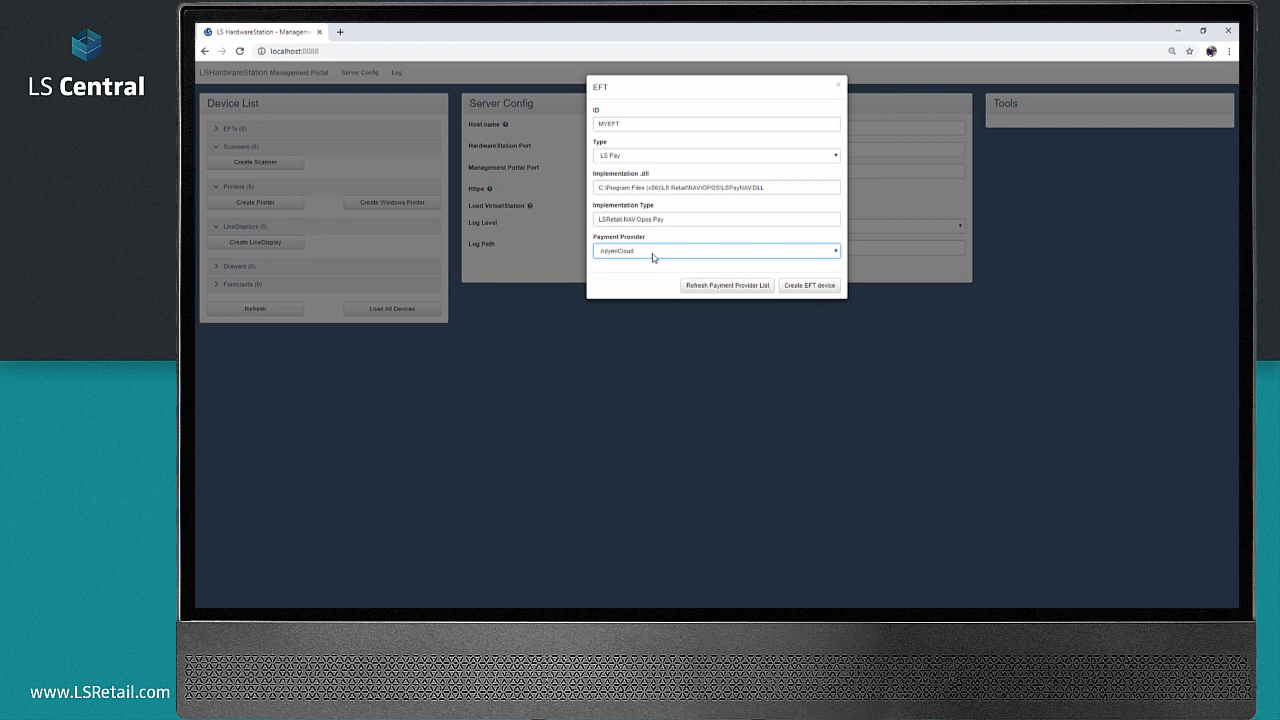 LS Central
LS HardwareStation - Managem
localhost:8088
LSHardwareStation Management Portal
Server Config
Log
Device List
EFTs (0)
Scanners (0)
Create Scanner
Printers (0)
Create Printer
Create Windows Printer
LineDisplays (0)
Create LineDisplay
Drawers (0)
Forecourts (0)
Refresh
Load All Devices
Server Config
Host name
HardwareStation Port
Management Portal Port
Https
Load VirtualStation
Log Level
Log Path
EFT
ID
MYEFT
Type
LS Pay
Implementation .dll
C:\Program Files (x86)\LS Retail\NAV\OPOS\LSPayNAV.DLL
Implementation Type
LSRetail.NAV.Opos.Pay
Payment Provider
AdyenCloud
Refresh Payment Provider List
Create EFT device
Tools
www.LSRetail.com